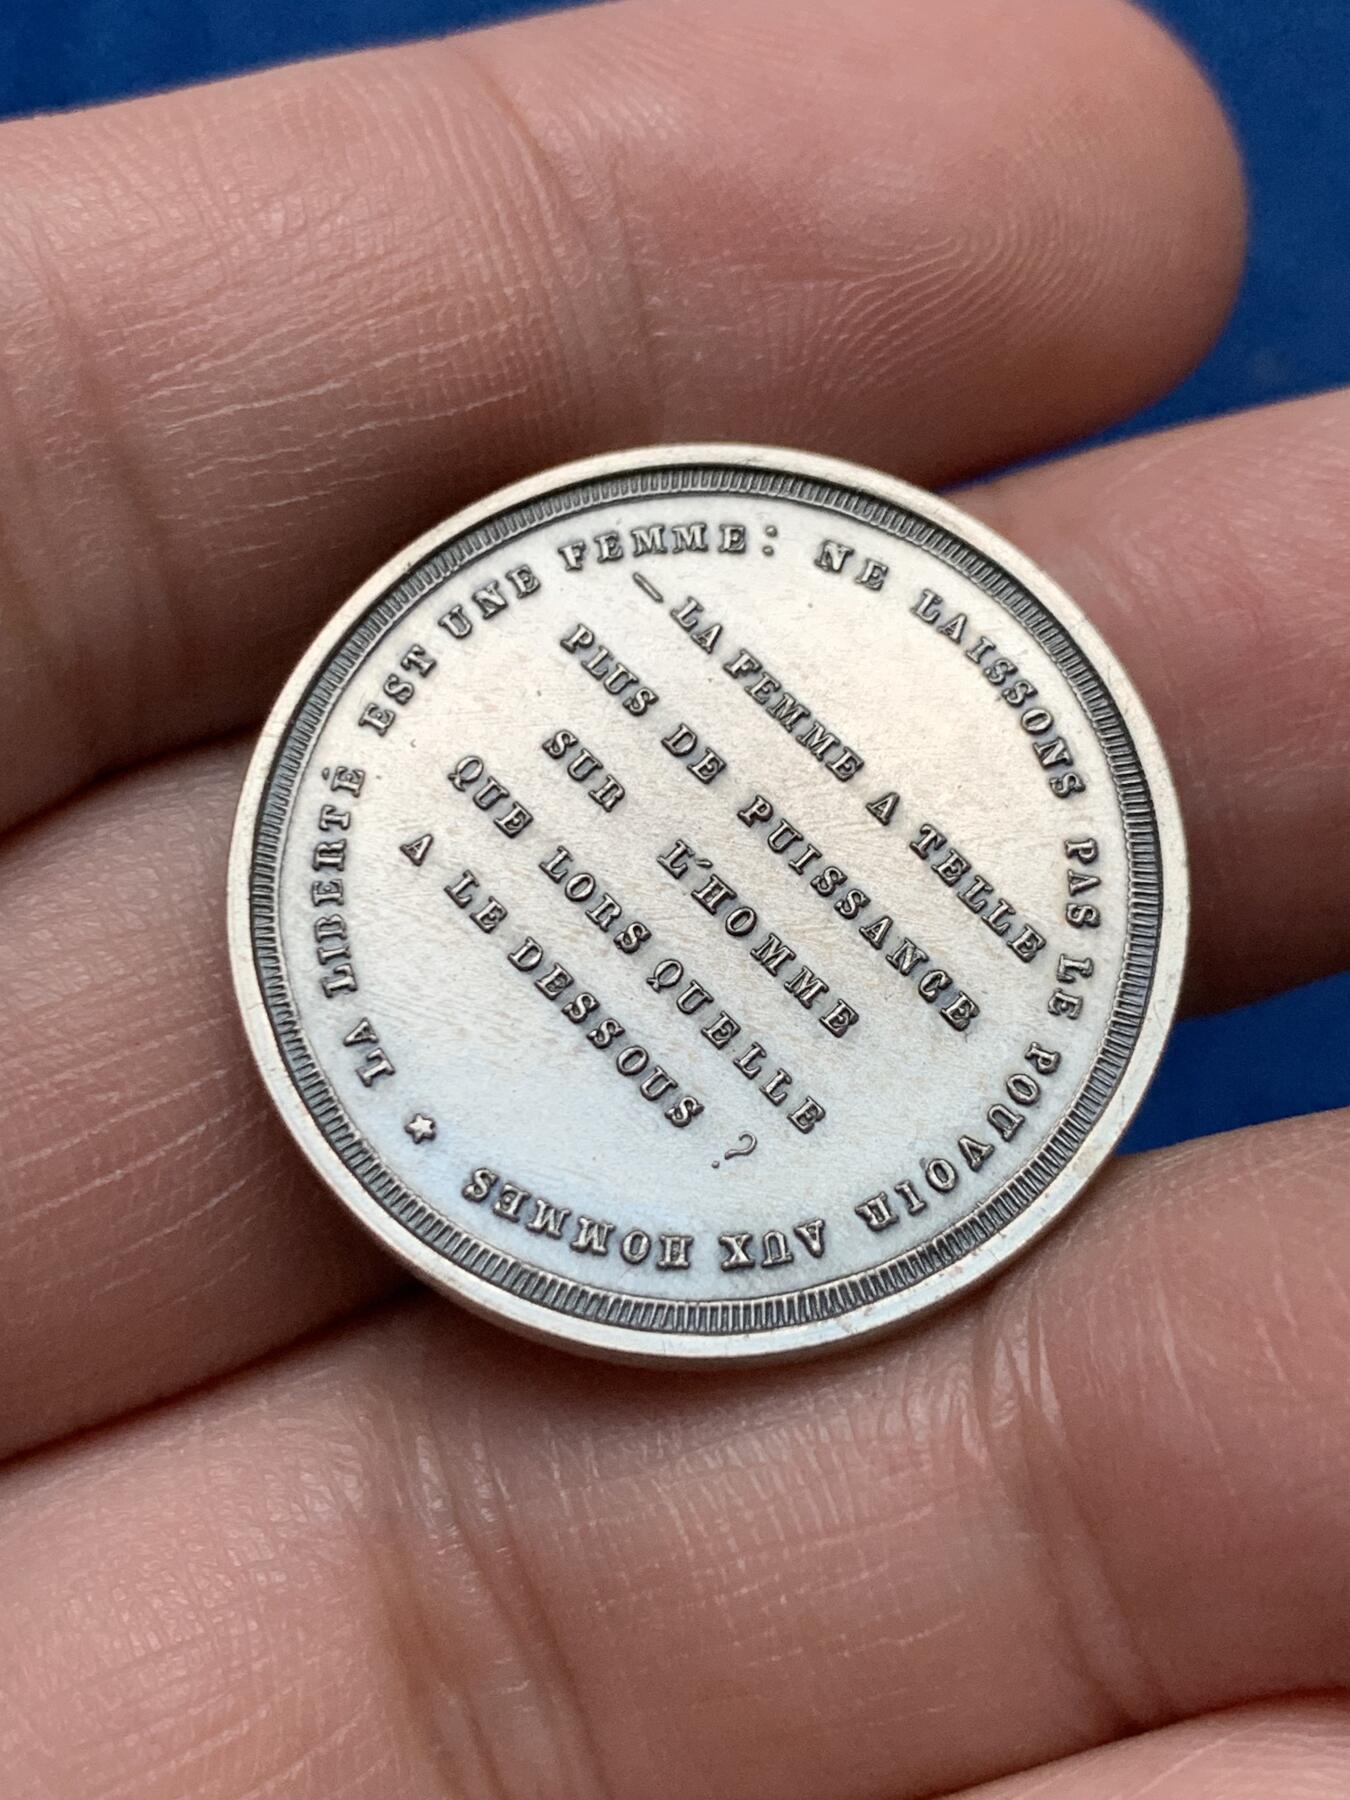 LA LIBERTÉ EST UNE FEMME: NE LAISSONS PAS LE POUVOIR AUX HOMMES
— LA FEMME A TELLE
PLUS DE PUISSANCE
SUR L'HOMME
QUE LORS QUELLE
A LE DESSOUS ?